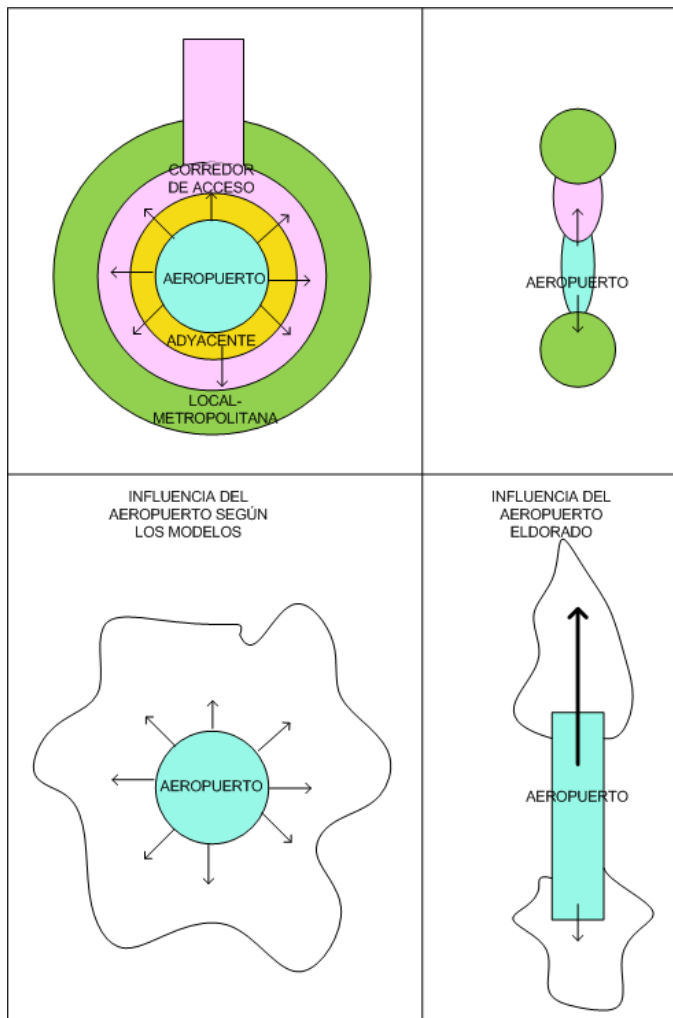 CORREDOR
DE ACCESO
AEROPUERTO
ADYACENTE
LOCAL-
METROPOLITANA
AEROPUERTO
INFLUENCIA DEL
AEROPUERTO SEGÚN
LOS MODELOS
AEROPUERTO
INFLUENCIA DEL
AEROPUERTO
ELDORADO
AEROPUERTO